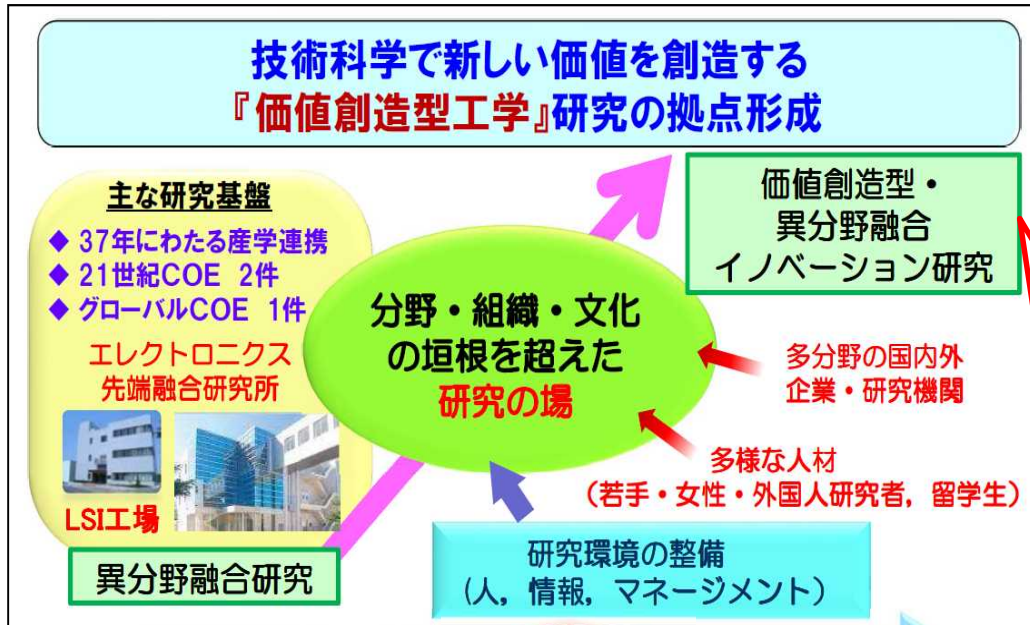 技術科学で新しい価値を創造する
『価値創造型工学』研究の拠点形成
主な研究基盤
◆ 37年にわたる産学連携
◆ 21世紀COE 2件
◆ グローバルCOE 1件
エレクトロニクス
先端融合研究所
LSI工場
異分野融合研究
分野・組織・文化
の垣根を超えた
研究の場
価値創造型・
異分野融合
イノベーション研究
多分野の国内外
企業・研究機関
多様な人材
（若手・女性・外国人研究者，留学生）
研究環境の整備
（人，情報，マネージメント）